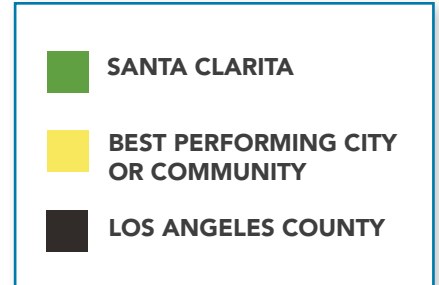 SANTA CLARITA
BEST PERFORMING CITY
OR COMMUNITY
LOS ANGELES COUNTY